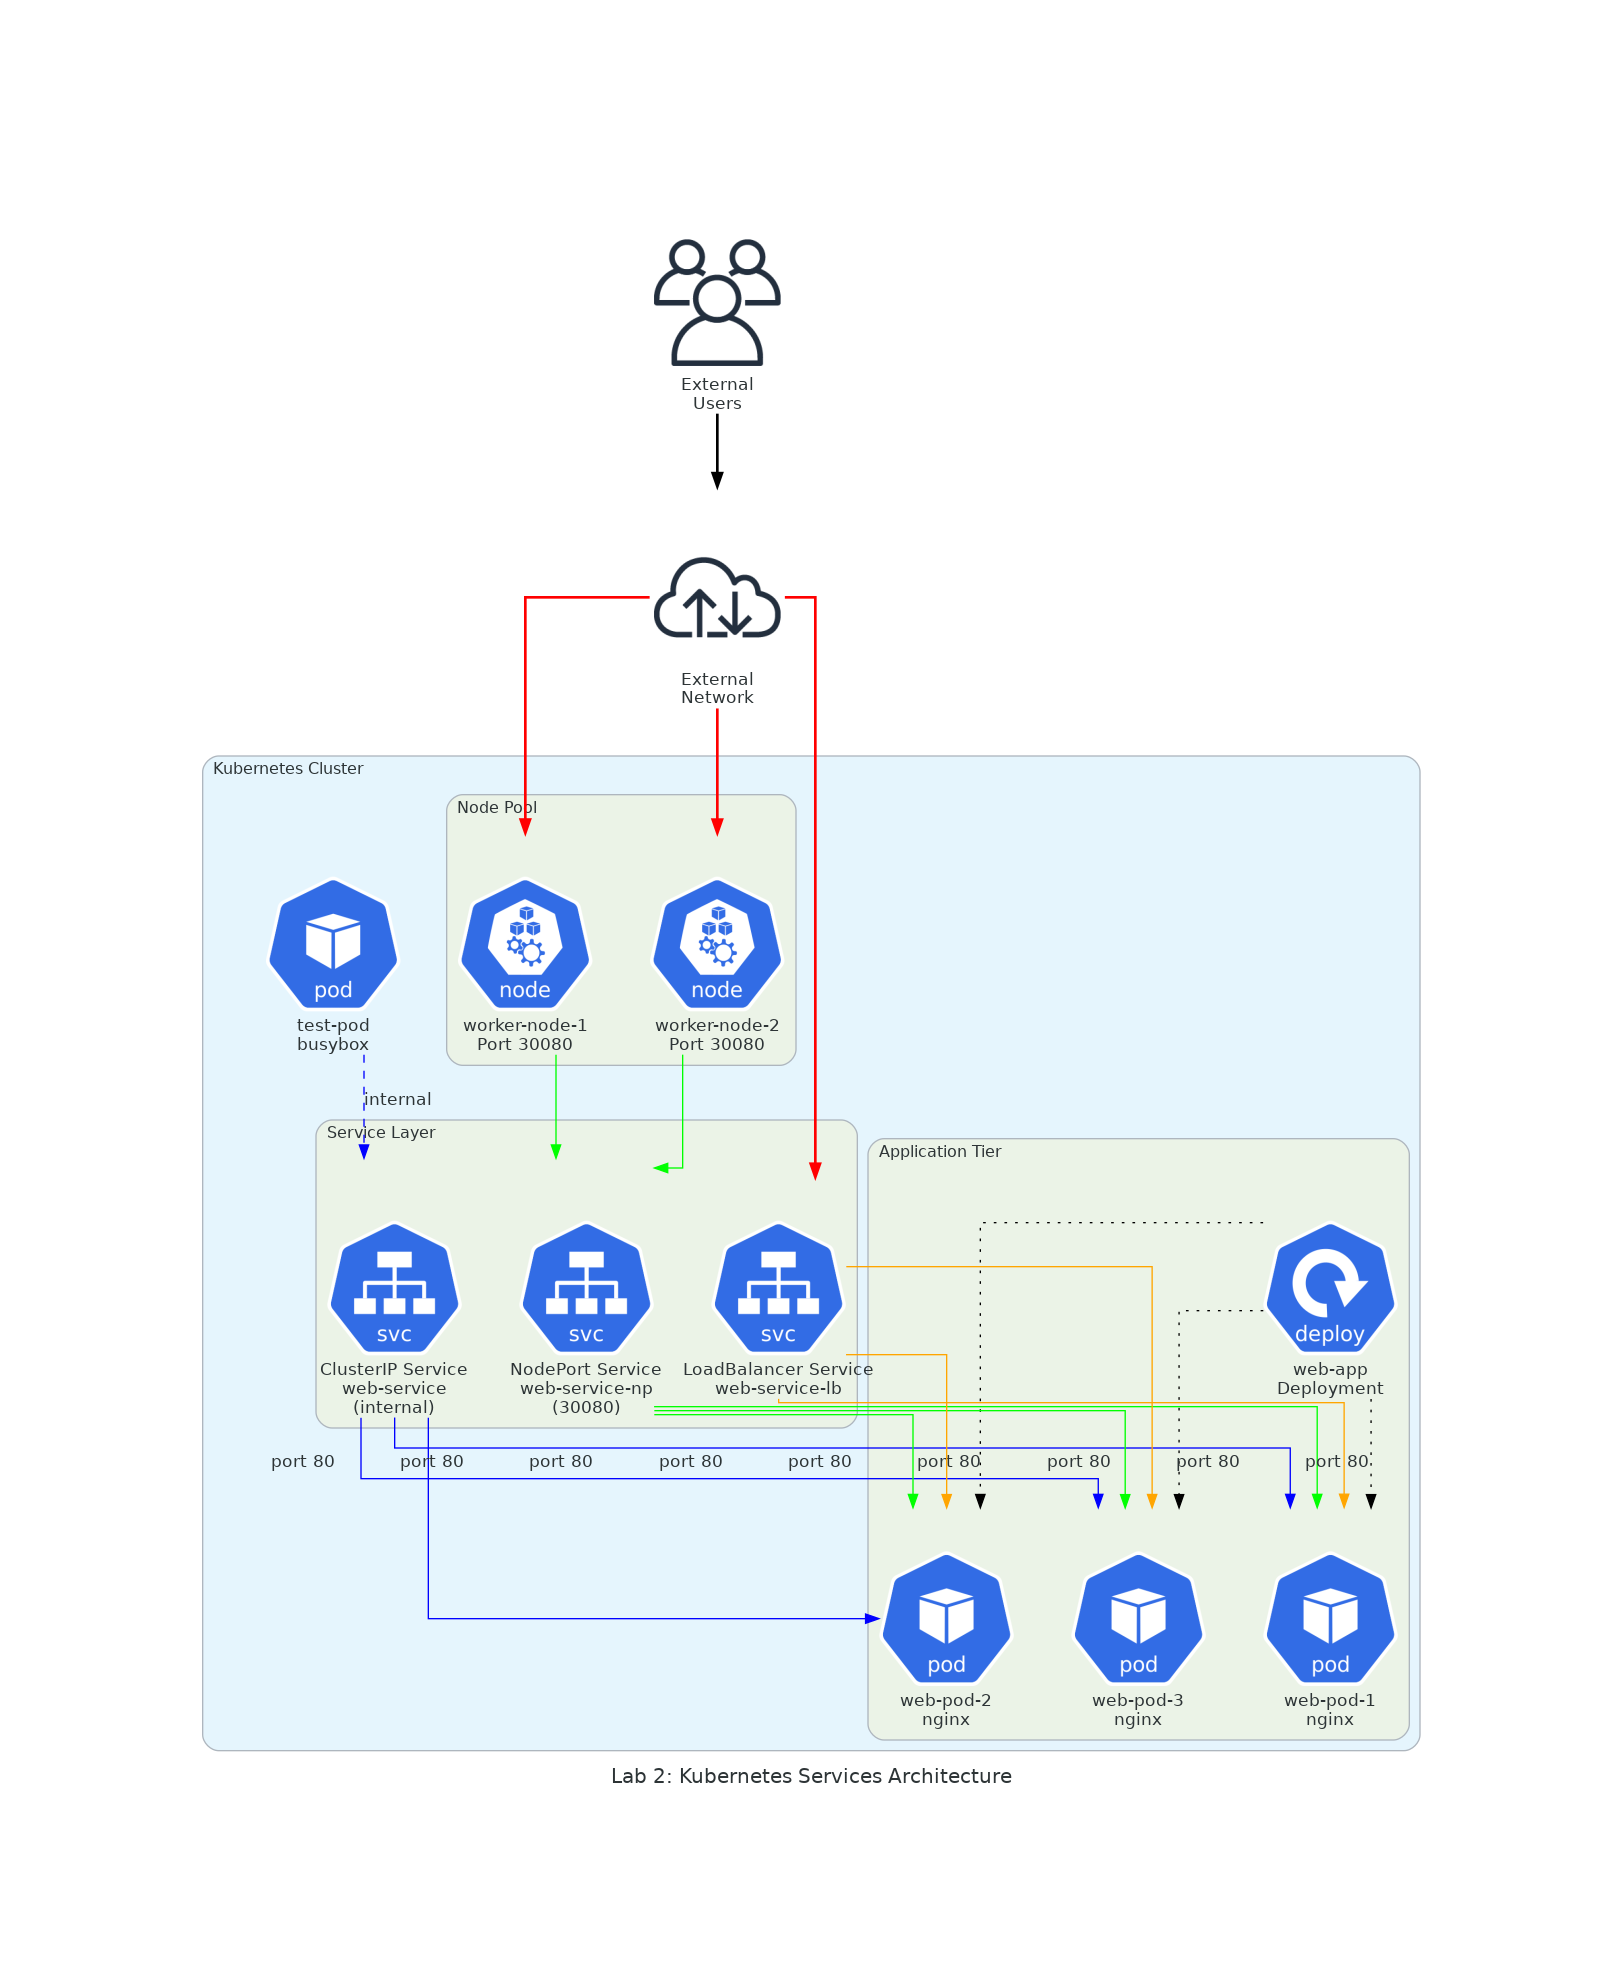 External
Users
External
Network
Kubernetes Cluster
Node Pool
pod
node
node
test-pod
busybox
worker-node-1
Port 30080
worker-node-2
Port 30080
internal
Service Layer
Application Tier
svc
svc
svc
deploy
ClusterIP Service
web-service
(internal)
NodePort Service
web-service-np
(30080)
LoadBalancer Service
web-service-lb
web-app
Deployment
port 80
port 80
port 80
port 80
port 80
port 80
port 80
port 80
port 80
pod
pod
pod
web-pod-2
nginx
web-pod-3
nginx
web-pod-1
nginx
Lab 2: Kubernetes Services Architecture